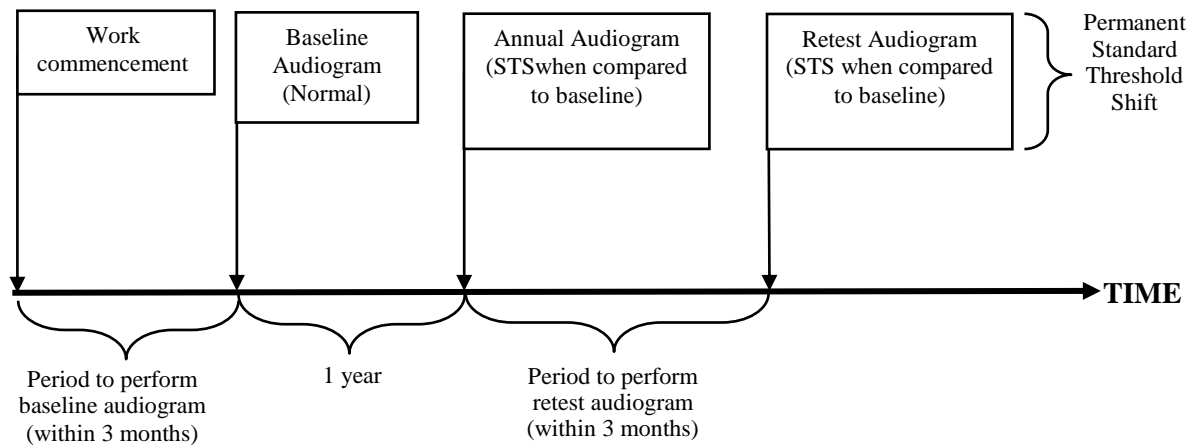 Work
commencement
Baseline
Audiogram
(Normal)
Annual Audiogram
(STSwhen compared
to baseline)
Retest Audiogram
(STS when compared
to baseline)
Permanent
Standard
Threshold
Shift
TIME
Period to perform
baseline audiogram
(within 3 months)
1 year
Period to perform
retest audiogram
(within 3 months)